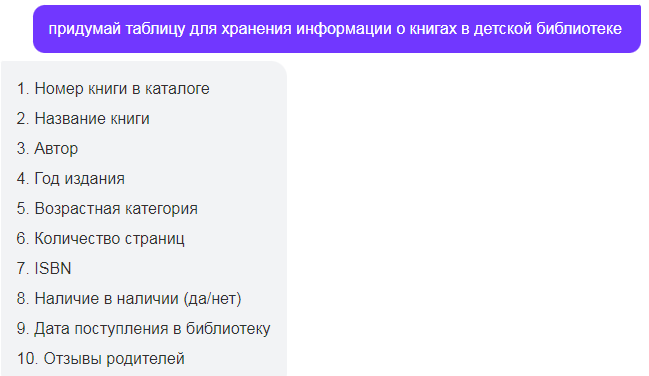 придумай таблицу для хранения информации о книгах в детской библиотеке
1. Номер книги в каталоге
2. Название книги
3. Автор
4. Год издания
5. Возрастная категория
6. Количество страниц
7. ISBN
8. Наличие в наличии (да/нет)
9. Дата поступления в библиотеку
10. Отзывы родителей